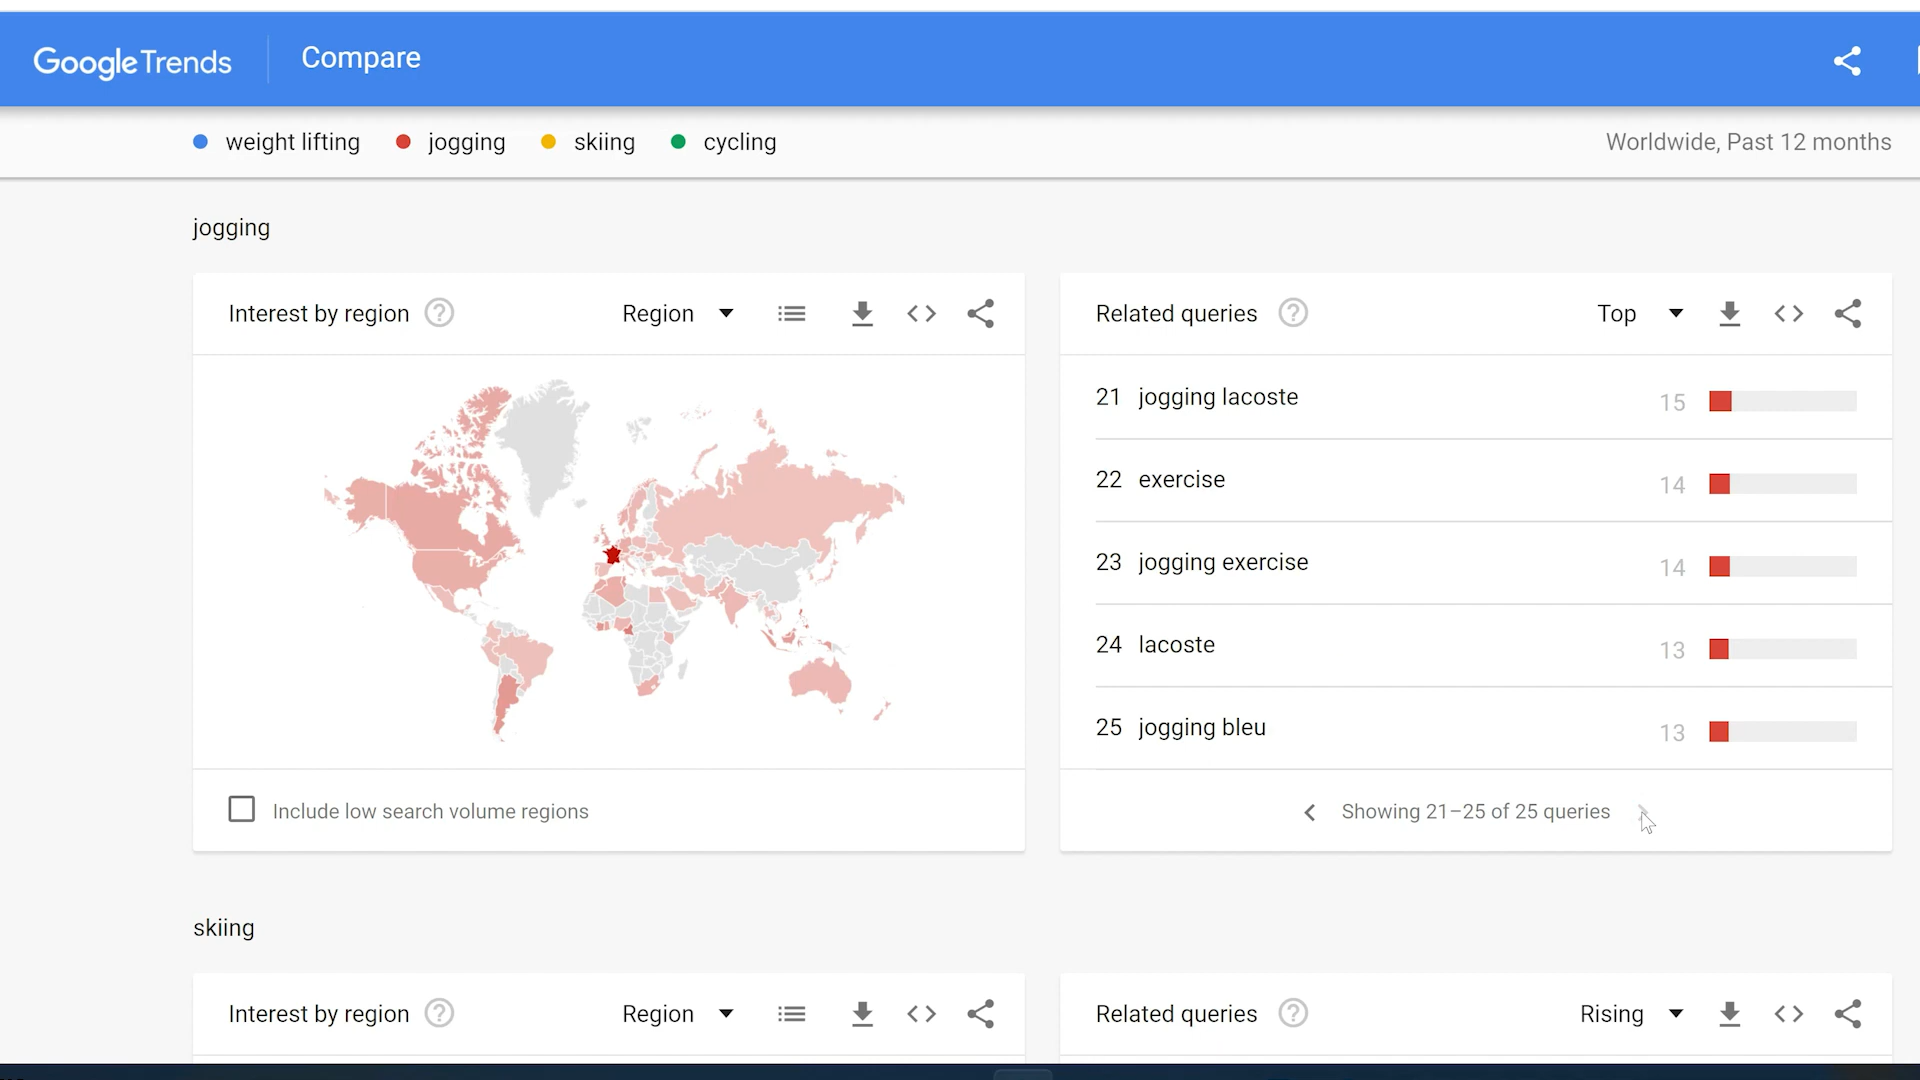 Google Trends Compare
weight lifting jogging skiing cycling Worldwide, Past 12 months
jogging
Interest by region ? Region
Related queries ? Top
21 jogging lacoste 15
22 exercise 14
23 jogging exercise 14
24 lacoste 13
25 jogging bleu 13
Include low search volume regions
Showing 21–25 of 25 queries
skiing
Interest by region ? Region
Related queries ? Rising